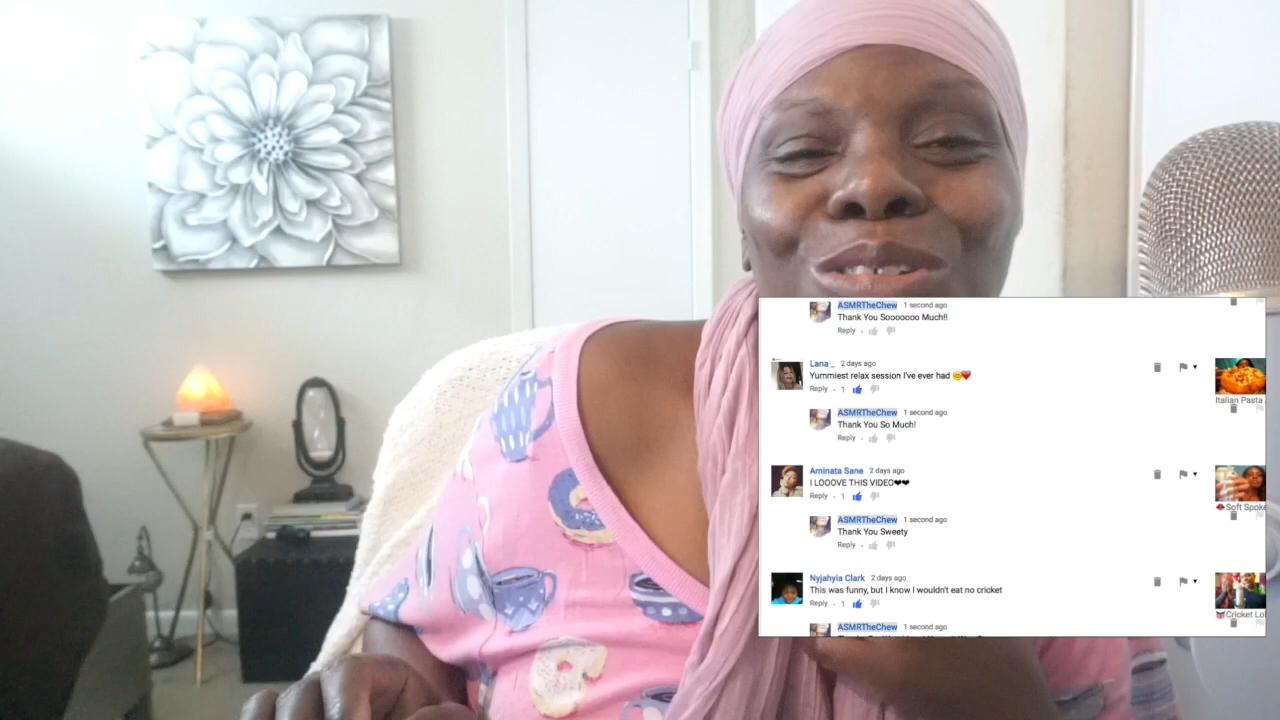 ASMRTheChew 1 second ago
Thank You Sooooooo Much!!
Reply
Lana _ 2 days ago
Yummiest relax session I've ever had 😊❤
Reply 1
Italian Pasta
ASMRTheChew 1 second ago
Thank You So Much!
Reply
Aminata Sane 2 days ago
I LOOOVE THIS VIDEO❤❤
Reply 1
Soft Spoke
ASMRTheChew 1 second ago
Thank You Sweety
Reply
Nyjahyia Clark 2 days ago
This was funny, but I know I wouldn't eat no cricket
Reply 1
Cricket Lol
ASMRTheChew 1 second ago